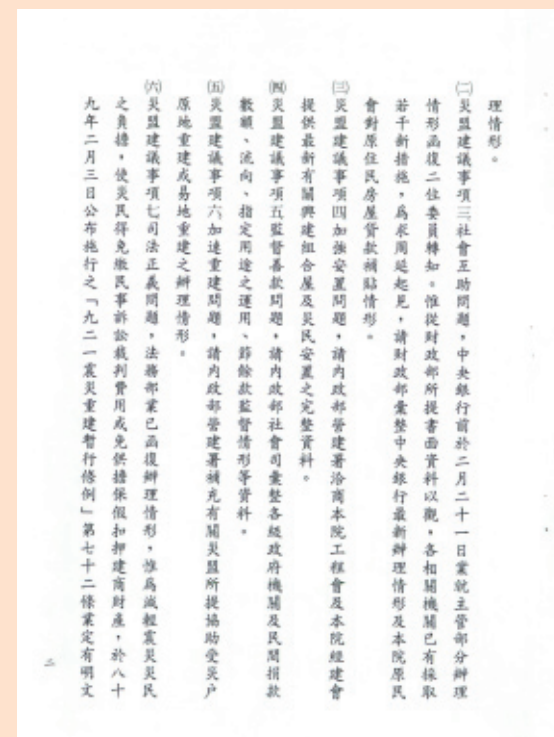 理情形。
㈡災盟建議事項三社會互助問題，中央銀行前於二月二十一日業就主管部分辦理
情形函復二位委員轉知。惟從財政部所提書面資料以觀，各相關機關已有採取
若干新措施，為求周延起見，請財政部彙整中央銀行最新辦理情形及本院原民
會對原住民房屋貸款補貼情形。
㈢災盟建議事項四加強安置問題，請內政部營建署洽商本院工程會及本院經建會
提供最新有關興建組合屋及災民安置之完整資料。
㈣災盟建議事項五監督善款問題，請內政部社會司彙整各級政府機關及民間捐款
數額、流向、指定用途之運用、節餘款監督情形等資料。
㈤災盟建議事項六加速重建問題，請內政部營建署補充有關災盟所提協助受災戶
原地重建或易地重建之辦理情形。
㈥災盟建議事項七司法正義問題，法務部業已函復辦理情形，惟為減輕震災災民
之負擔，使災民得免繳民事訴訟裁判費用或免供擔保假扣押建商財產，於八十
九年二月三日公布施行之「九二一震災重建暫行條例」第七十二條業定有明文
二